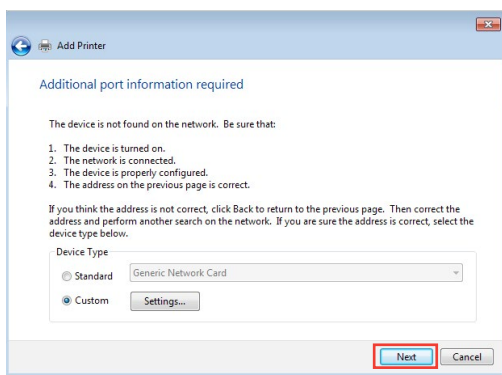 Add Printer
Additional port information required
The device is not found on the network. Be sure that:
1. The device is turned on.
2. The network is connected.
3. The device is properly configured.
4. The address on the previous page is correct.
If you think the address is not correct, click Back to return to the previous page. Then correct the
address and perform another search on the network. If you are sure the address is correct, select the
device type below.
Device Type
Standard Generic Network Card
Custom Settings...
Next Cancel